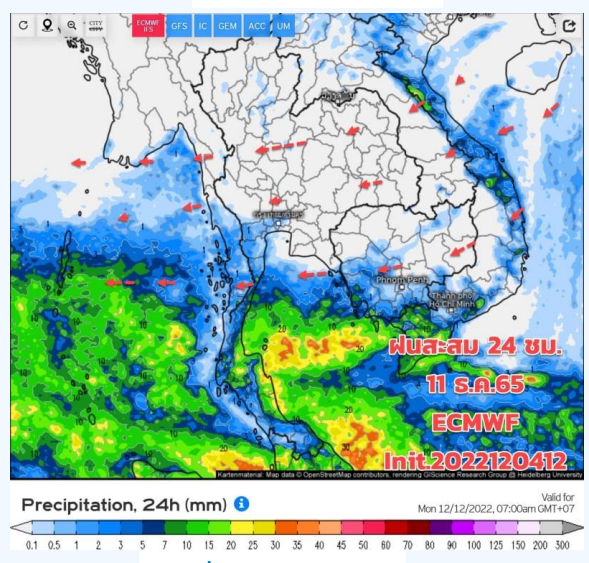 CITY
CITY
ECMWF
IFS
GFS
IC
GEM
ACC
UM
Phnom Penh
Thanh phố
Hồ Chí Minh
ฝนสะสม 24 ชม.
11 ธ.ค.65
ECMWF
Init.2022120412
Kartenmaterial: Map data © OpenStreetMap contributors, rendering GIScience Research Group @ Heidelberg University
Precipitation, 24h (mm)
Valid for
Mon 12/12/2022, 07:00am GMT+07
0.1 0.5 1 2 3 5 7 10 15 20 25 30 35 40 45 50 60 70 80 90 100 125 150 200 300